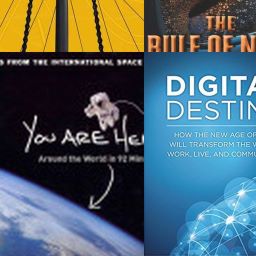 THE
RULE OF N
S FROM THE INTERNATIONAL SPACE
YOU ARE HE
Around the World in 92 Min
DIGITA
DESTIN
HOW THE NEW AGE OF
WILL TRANSFORM THE W
WORK, LIVE, AND COMMU